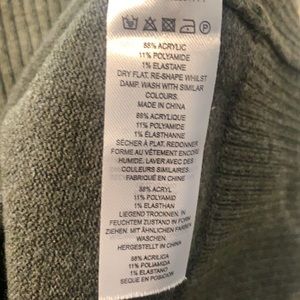 88% ACRYLIC
11% POLYAMIDE
1% ELASTANE
DRY FLAT. RE-SHAPE WHILST
DAMP. WASH WITH SIMILAR
COLOURS.
MADE IN CHINA
88% ACRYLIQUE
11% POLYAMIDE
1% ELASTHANNE
SÉCHER À PLAT. REDONNER
FORME AU VÊTEMENT ENCORE
HUMIDE. LAVER AVEC DES
COULEURS SIMILAIRES.
FABRIQUÉ EN CHINE
88% ACRYL
11% POLYAMID
1% ELASTHAN
LIEGEND TROCKNEN, IN
FEUCHTEM ZUSTAND IN FORM
ZIEHEN. MIT ÄHNLICHEN FARBEN
WASCHEN.
HERGESTELLT IN CHINA
88% ACRILICA
11% POLIAMIDA
1% ELASTANO
SEQUE EN POSICION